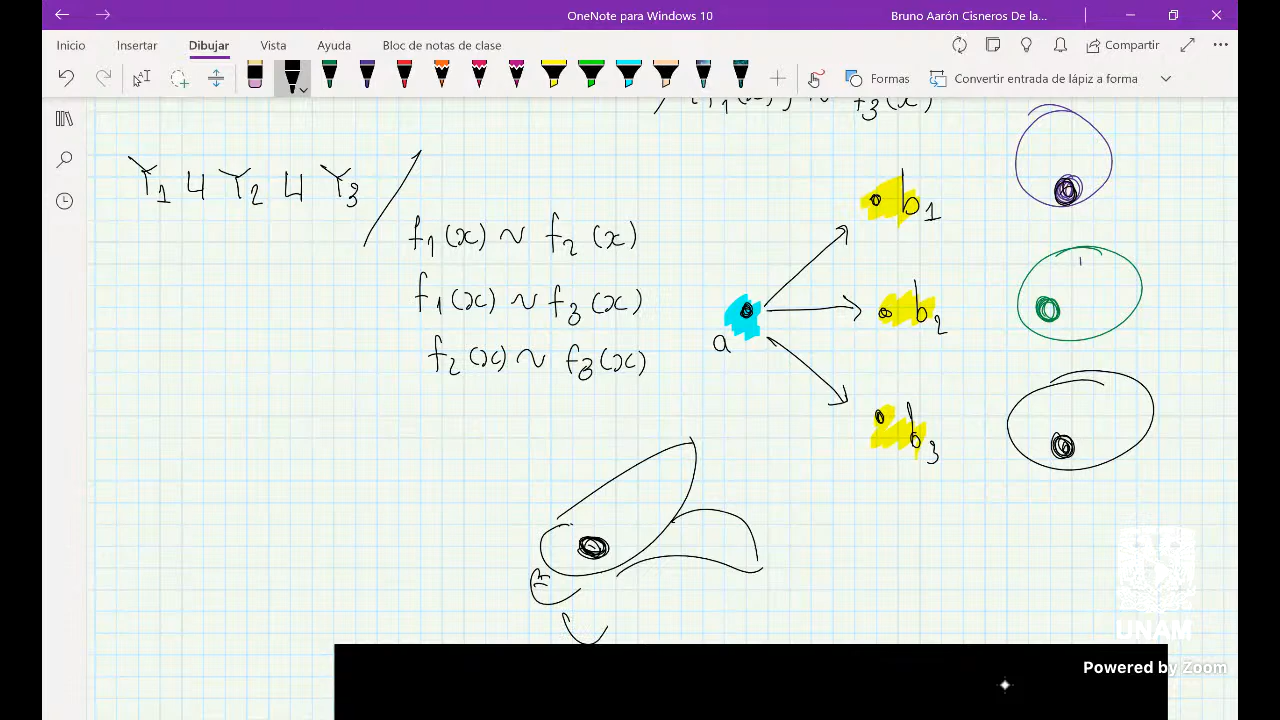 OneNote para Windows 10
Bruno Aarón Cisneros De la...
Inicio Insertar Dibujar Vista Ayuda Bloc de notas de clase
Compartir
Formas Convertir entrada de lápiz a forma
f₃(x)
Y₁ ⊔ Y₂ ⊔ Y₃ /
f₁(x) ~ f₂(x)
f₁(x) ~ f₃(x)
f₂(x) ~ f₃(x)
a
b₁
b₂
b₃
UNAM
Powered by Zoom